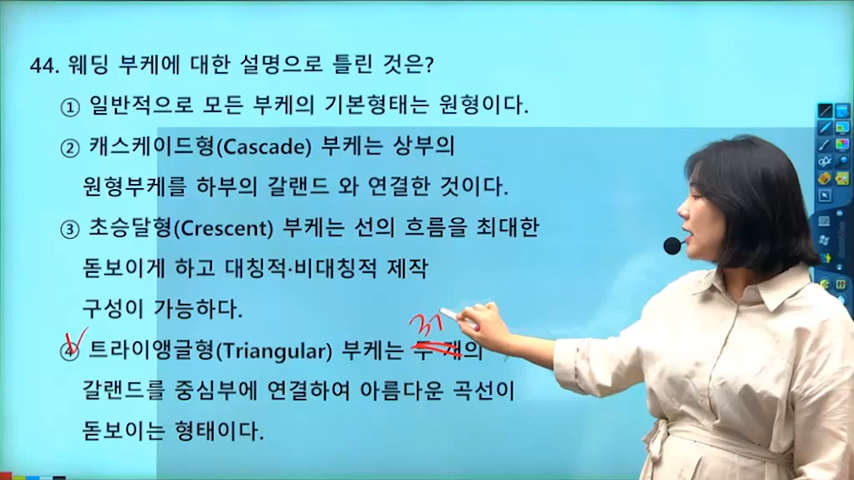 44. 웨딩 부케에 대한 설명으로 틀린 것은?
① 일반적으로 모든 부케의 기본형태는 원형이다.
② 캐스케이드형(Cascade) 부케는 상부의
원형부케를 하부의 갈랜드 와 연결한 것이다.
③ 초승달형(Crescent) 부케는 선의 흐름을 최대한
돋보이게 하고 대칭적·비대칭적 제작
구성이 가능하다.
④ 트라이앵글형(Triangular) 부케는 두 개의
갈랜드를 중심부에 연결하여 아름다운 곡선이
돋보이는 형태이다.